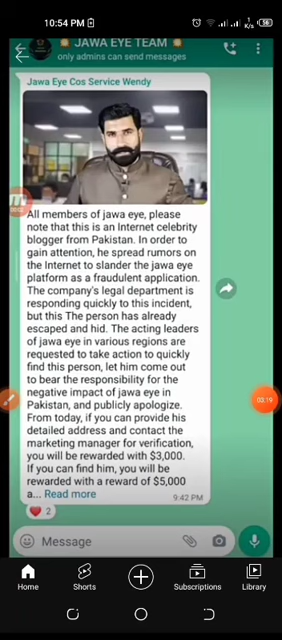 10:54 PM
56
JAWA EYE TEAM
only admins can send messages
Jawa Eye Cos Service Wendy
All members of jawa eye, please
note that this is an Internet celebrity
blogger from Pakistan. In order to
gain attention, he spread rumors on
the Internet to slander the jawa eye
platform as a fraudulent application.
The company's legal department is
responding quickly to this incident,
but this The person has already
escaped and hid. The acting leaders
of jawa eye in various regions are
requested to take action to quickly
find this person, let him come out
to bear the responsibility for the
negative impact of jawa eye in
Pakistan, and publicly apologize.
From today, if you can provide his
detailed address and contact the
marketing manager for verification,
you will be rewarded with $3,000.
If you can find him, you will be
rewarded with a reward of $5,000
a... Read more
9:42 PM
2
03:19
Message
Home
Shorts
Subscriptions
Library